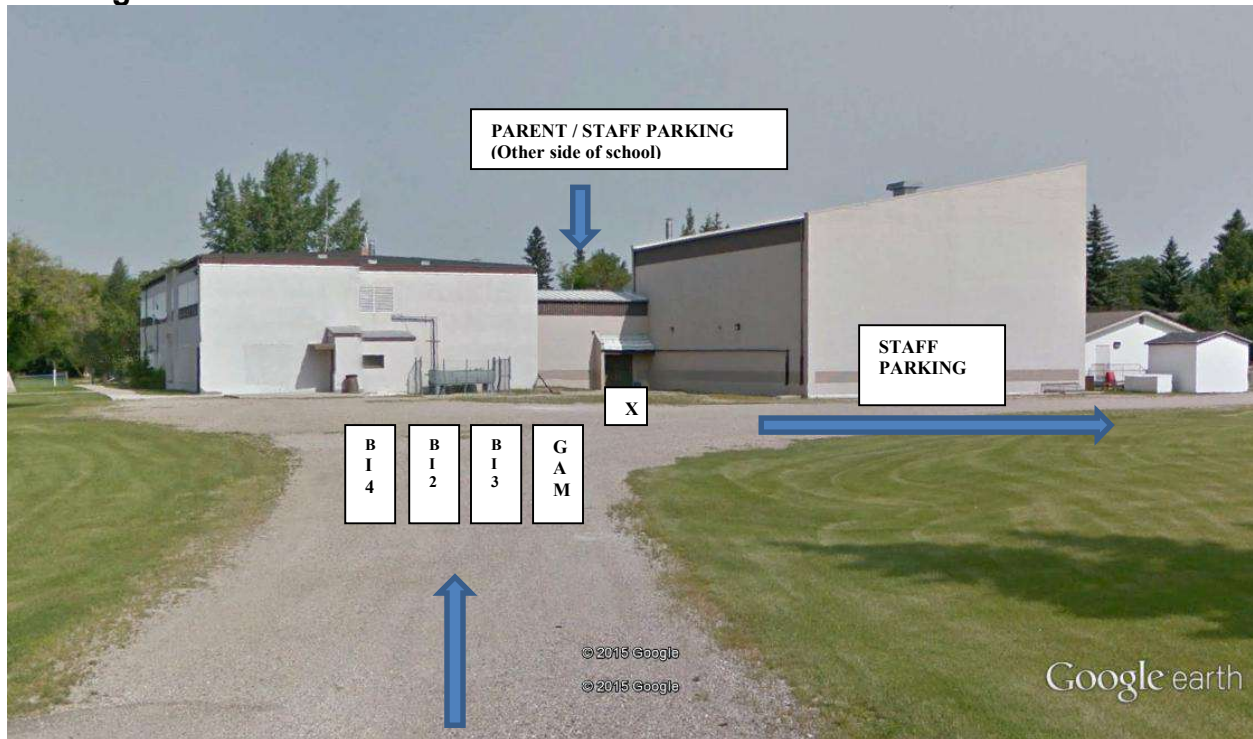 PARENT / STAFF PARKING
(Other side of school)
STAFF
PARKING
X
B
I
4
B
I
2
B
I
3
G
A
M
© 2015 Google
© 2015 Google
Google earth